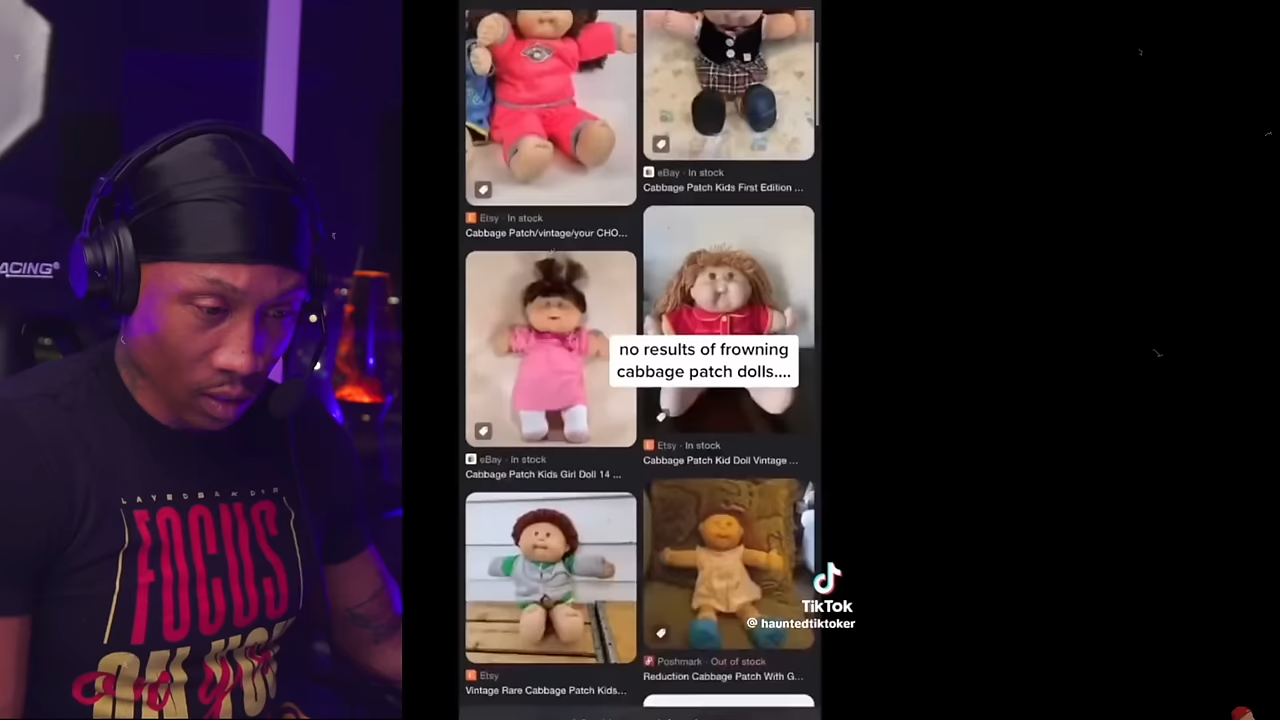 ACING®
FOCUS
eBay · In stock
Cabbage Patch Kids First Edition ...
Etsy · In stock
Cabbage Patch/vintage/your CHO...
no results of frowning
cabbage patch dolls....
Etsy · In stock
Cabbage Patch Kid Doll Vintage ...
eBay · In stock
Cabbage Patch Kids Girl Doll 14 ...
TikTok
@ hauntedtiktoker
Poshmark · Out of stock
Reduction Cabbage Patch With G...
Etsy
Vintage Rare Cabbage Patch Kids...